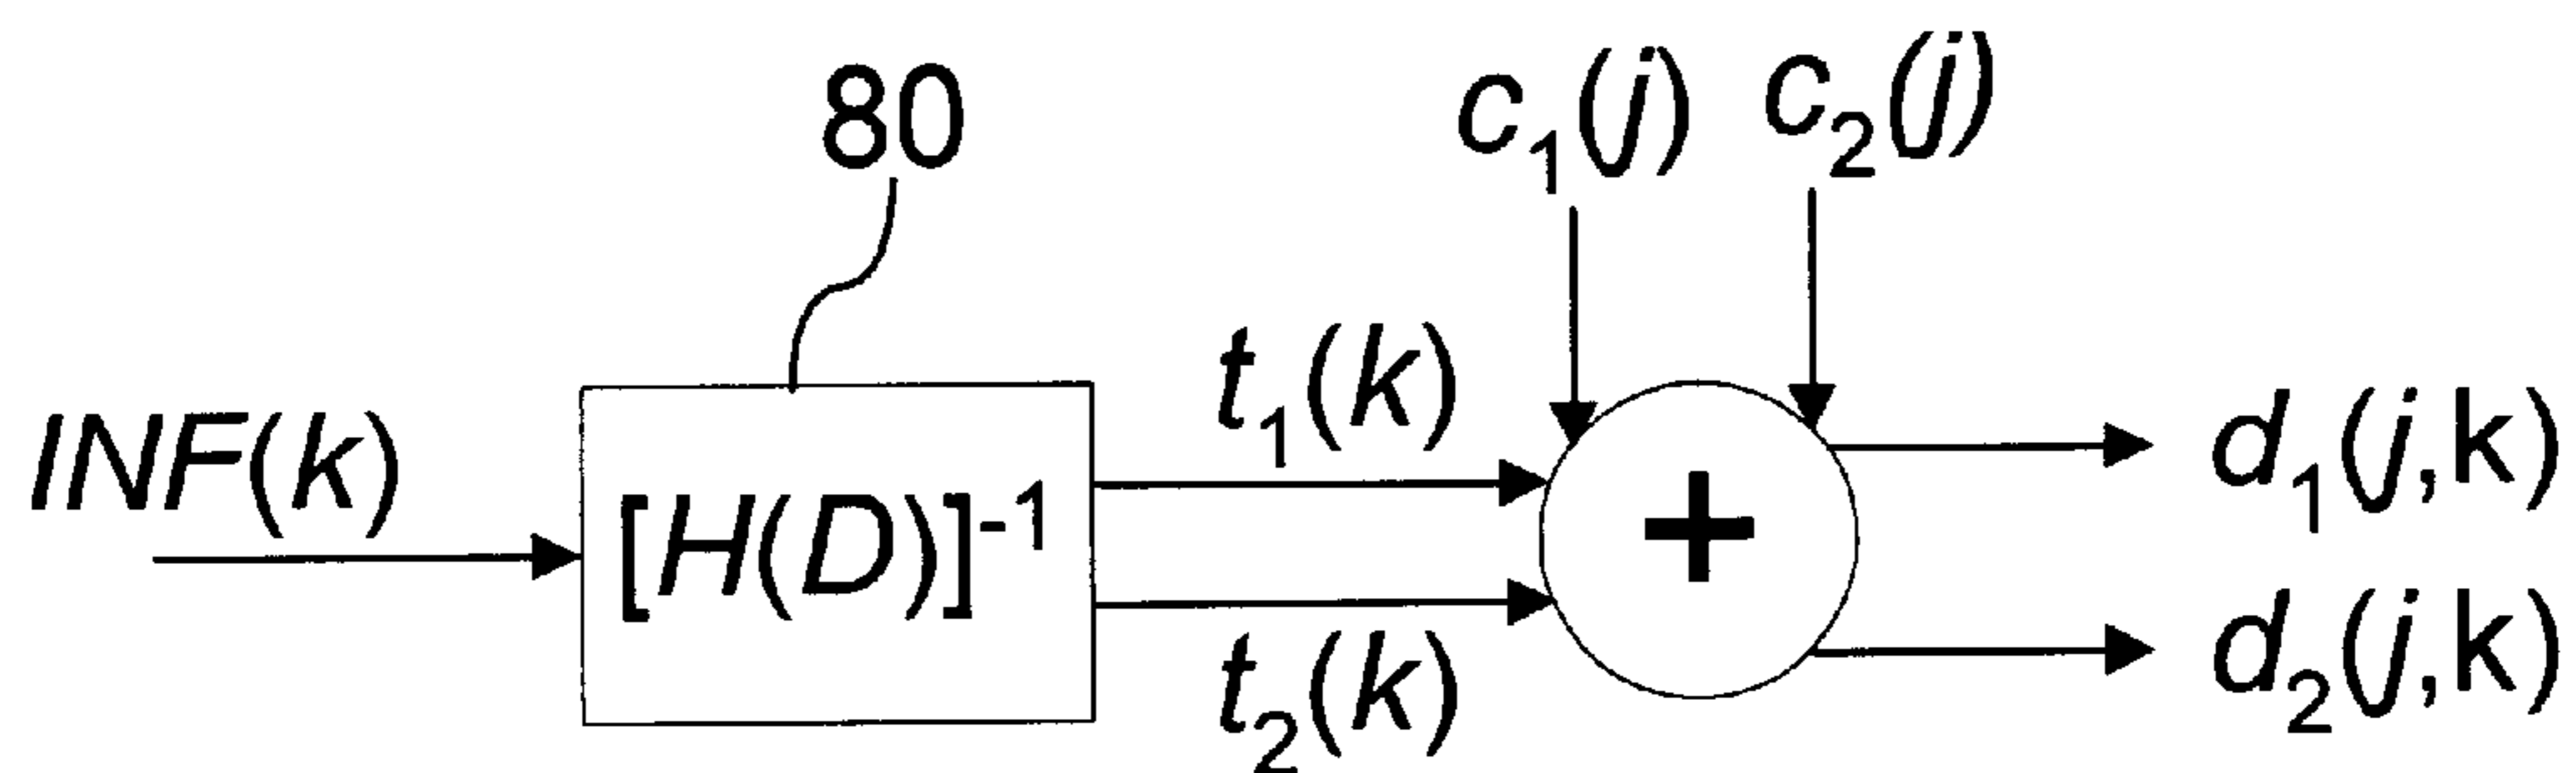 80
c₁(j) c₂(j)
INF(k)
[H(D)]⁻¹
t₁(k)
t₂(k)
+
d₁(j,k)
d₂(j,k)